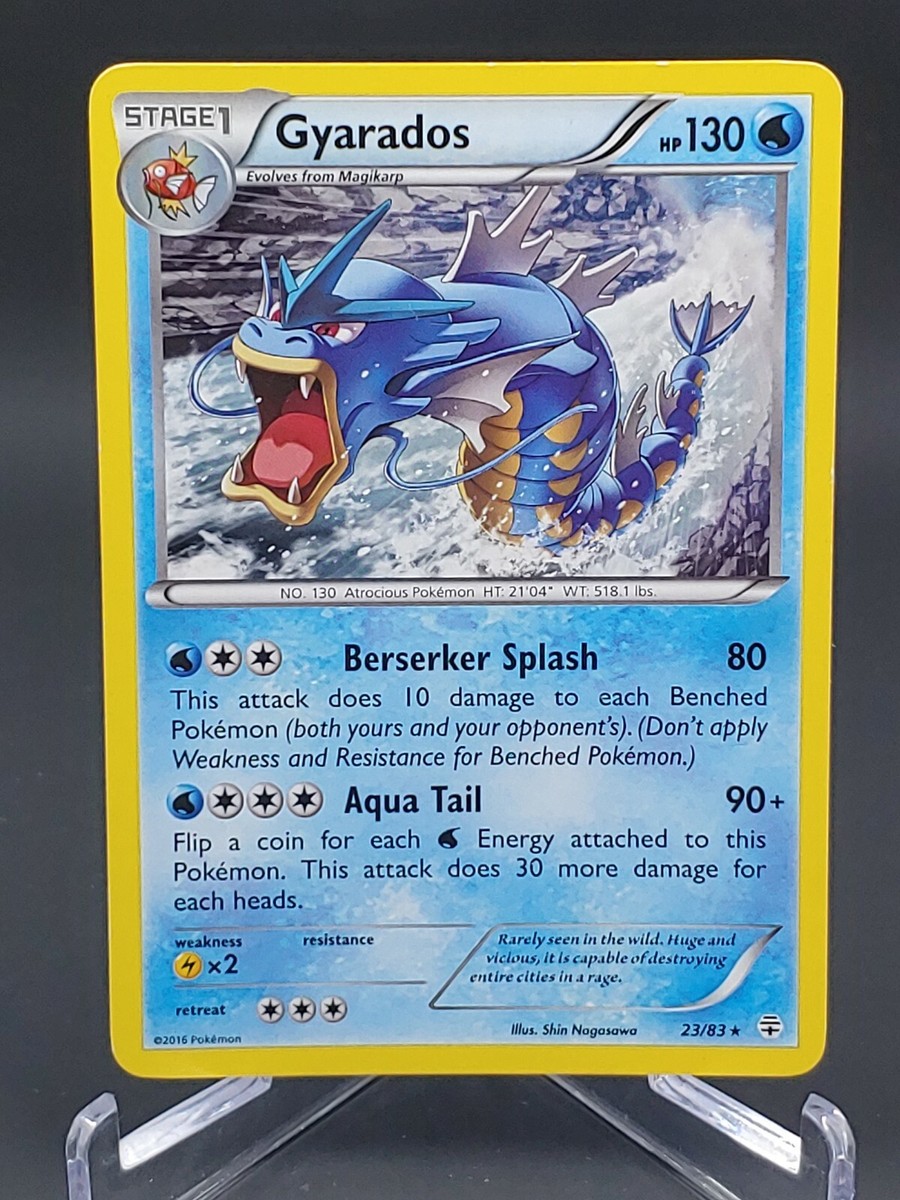 STAGE1
Gyarados
HP 130
Evolves from Magikarp
NO. 130 Atrocious Pokémon HT: 21'04" WT: 518.1 lbs.
Berserker Splash 80
This attack does 10 damage to each Benched
Pokémon (both yours and your opponent's). (Don't apply
Weakness and Resistance for Benched Pokémon.)
Aqua Tail 90+
Flip a coin for each Energy attached to this
Pokémon. This attack does 30 more damage for
each heads.
weakness resistance
×2
Rarely seen in the wild. Huge and
vicious, it is capable of destroying
entire cities in a rage.
retreat
Illus. Shin Nagasawa 23/83 ★
©2016 Pokémon